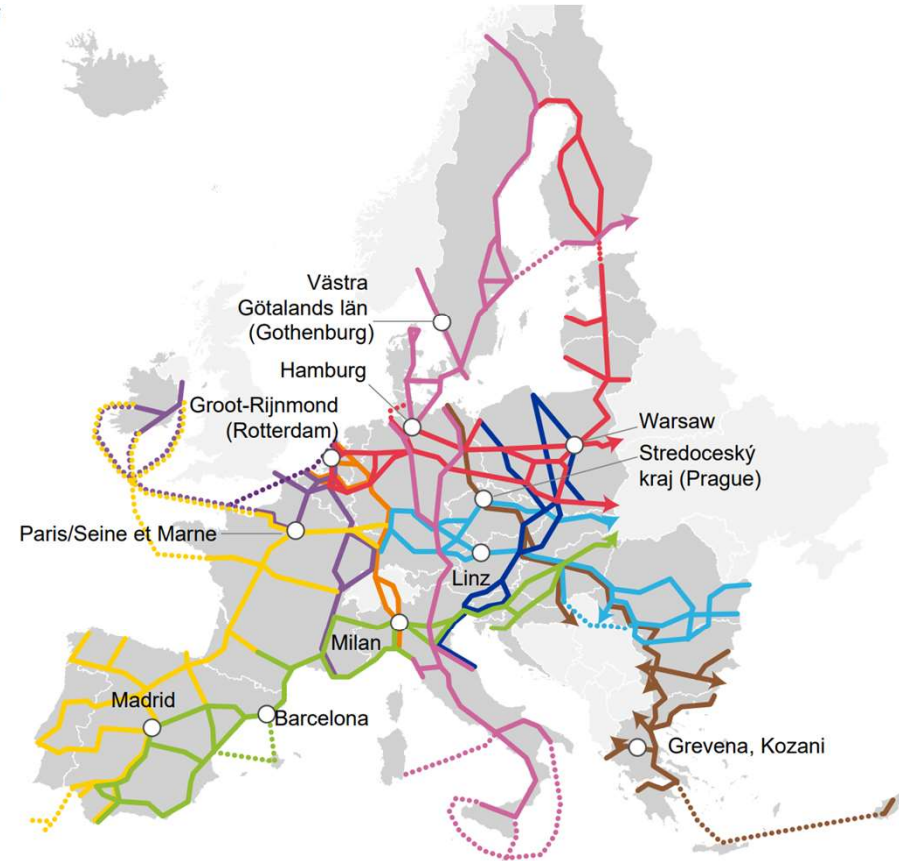 Västra
Götalands län
(Gothenburg)
Hamburg
Groot-Rijnmond
(Rotterdam)
Warsaw
Stredoceský
kraj (Prague)
Paris/Seine et Marne
Linz
Milan
Madrid
Barcelona
Grevena, Kozani